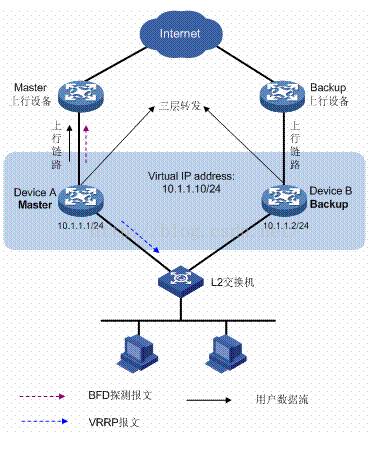 Internet
Master
上行设备
Backup
上行设备
三层转发
上行链路
上行链路
Virtual IP address:
10.1.1.10/24
Device A
Master
Device B
Backup
10.1.1.1/24
10.1.1.2/24
L2交换机
BFD探测报文
用户数据流
VRRP报文